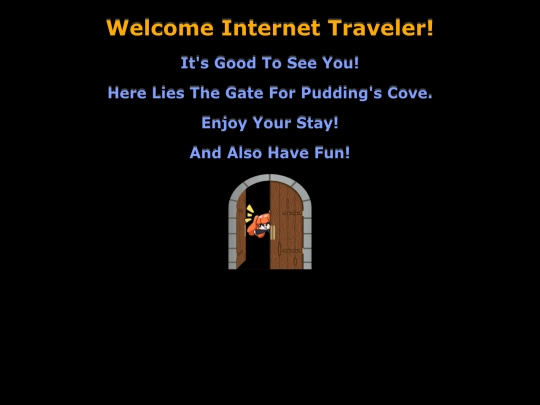 Welcome Internet Traveler!
It's Good To See You!
Here Lies The Gate For Pudding's Cove.
Enjoy Your Stay!
And Also Have Fun!